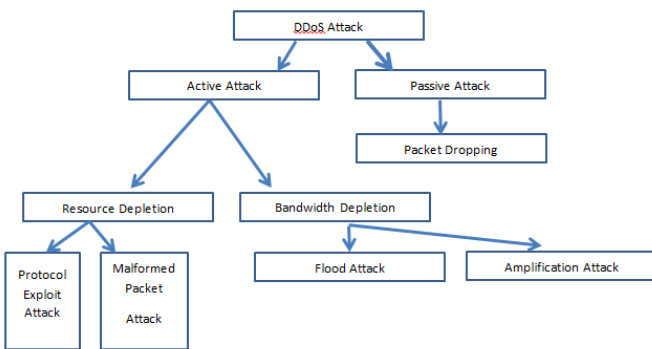 DDoS Attack
Active Attack
Passive Attack
Packet Dropping
Resource Depletion
Bandwidth Depletion
Protocol
Exploit
Attack
Malformed
Packet
Attack
Flood Attack
Amplification Attack